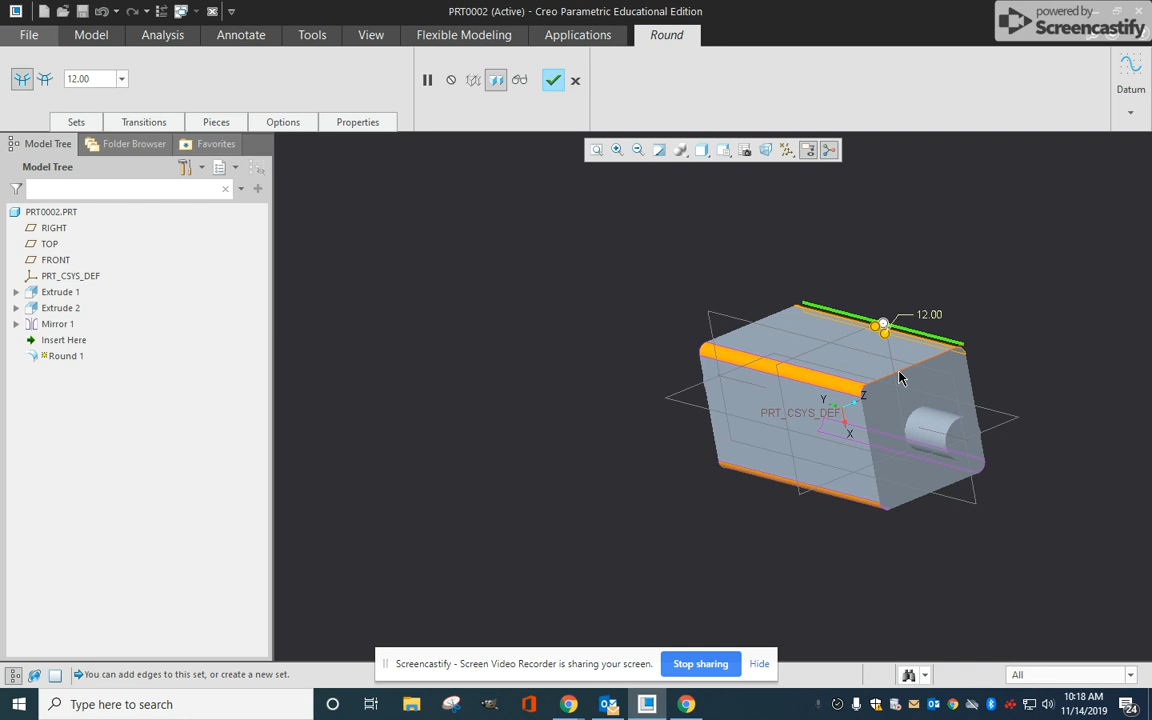 PRT0002 (Active) - Creo Parametric Educational Edition
powered by
Screencastify
File Model Analysis Annotate Tools View Flexible Modeling Applications Round
12.00
Datum
Sets Transitions Pieces Options Properties
Model Tree Folder Browser Favorites
Model Tree
PRT0002.PRT
RIGHT
TOP
FRONT
PRT_CSYS_DEF
Extrude 1
Extrude 2
Mirror 1
Insert Here
Round 1
12.00
Z
Y
PRT_CSYS_DEF
X
Screencastify - Screen Video Recorder is sharing your screen. Stop sharing Hide
You can add edges to this set, or create a new set.
All
Type here to search
10:18 AM
11/14/2019
24